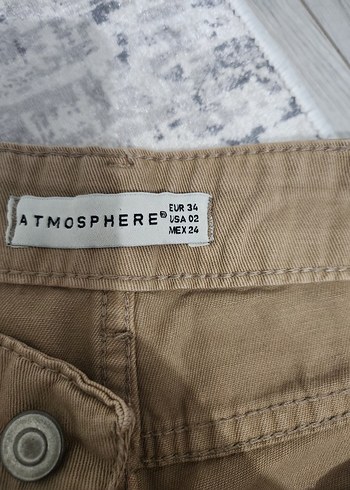 ATMOSPHERE®
EUR 34
USA 02
MEX 24